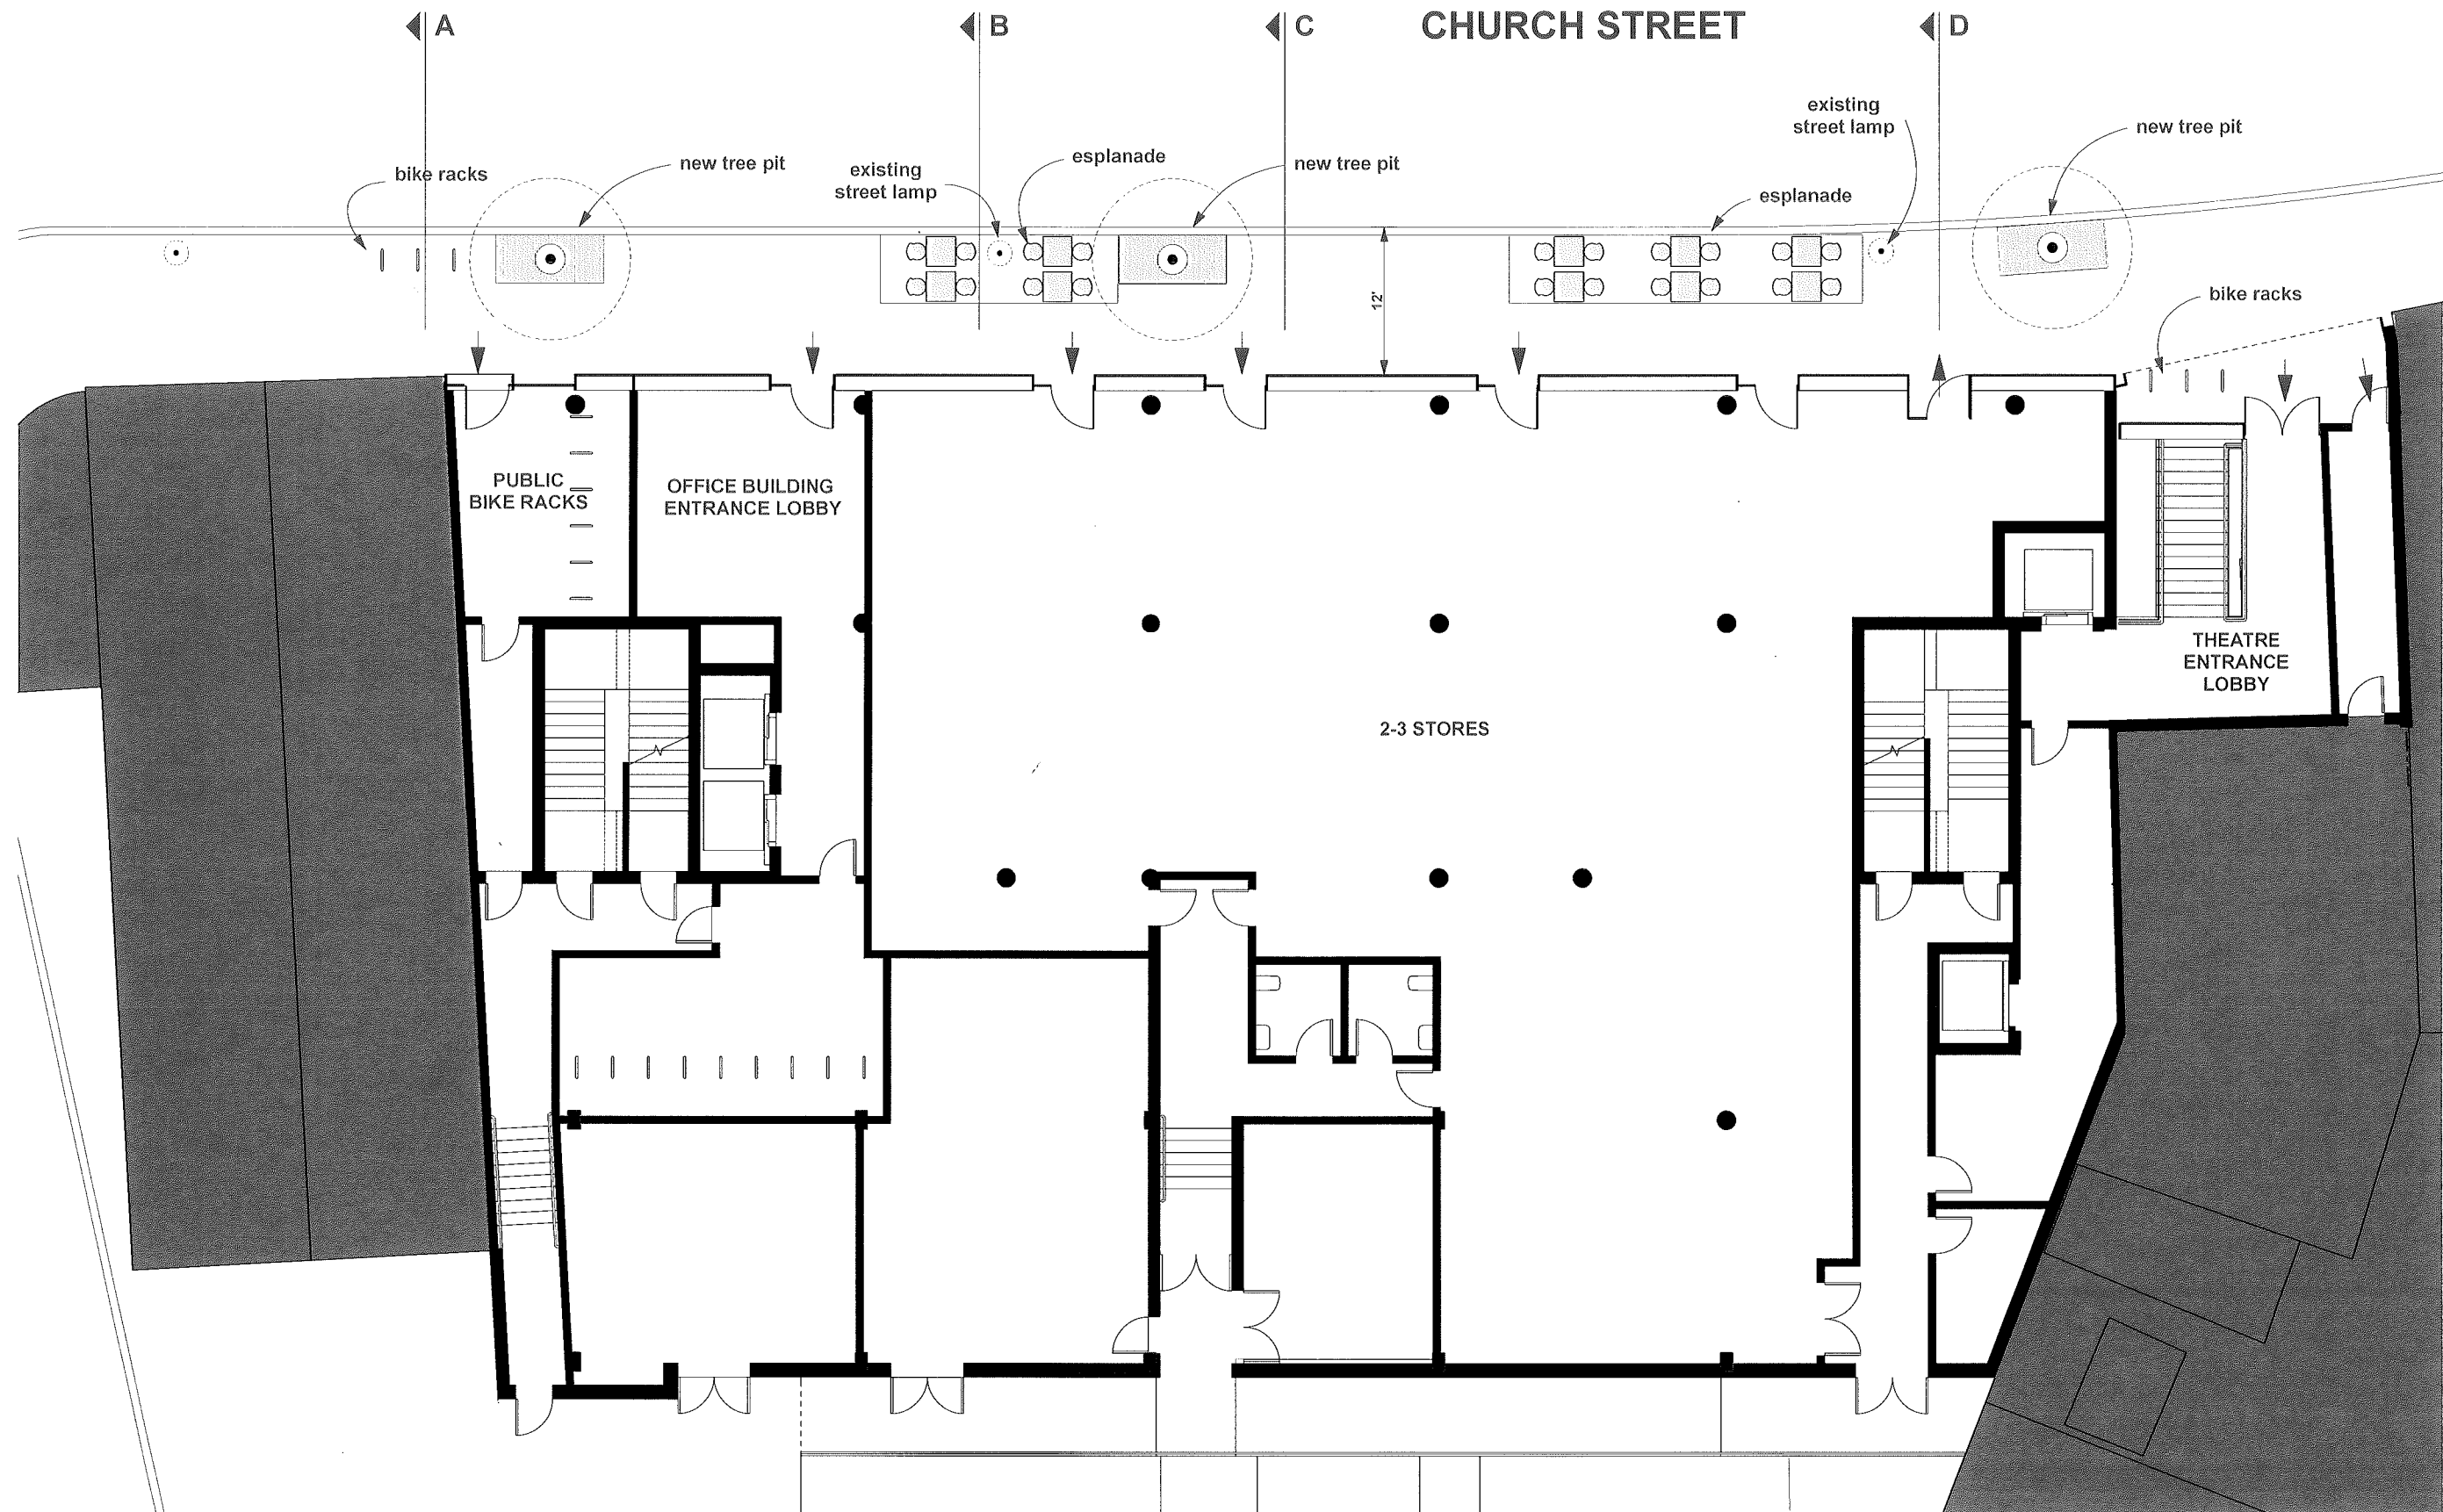 A
B
C
CHURCH STREET
D
existing
street lamp
new tree pit
bike racks
new tree pit
existing
street lamp
esplanade
new tree pit
esplanade
12'
bike racks
PUBLIC
BIKE RACKS
OFFICE BUILDING
ENTRANCE LOBBY
THEATRE
ENTRANCE
LOBBY
2-3 STORES